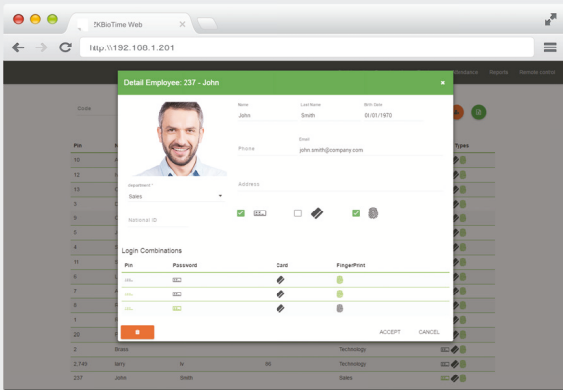 ZKBioTime Web
http:\\192.168.1.201
Attendance Reports Remote control
Detail Employee: 237 - John
Code
Name Last Name Birth Date
John Smith 01/01/1970
Email
Phone john.smith@company.com
Department *
Sales
Address
National ID
Login Combinations
Pin Password Card FingerPrint
ACCEPT CANCEL
Pin Types
10
12
13
3
9
5
4
11
6
7
8
1
20
2 Brass Technology
2,740 larry Technology
237 John Smith Sales